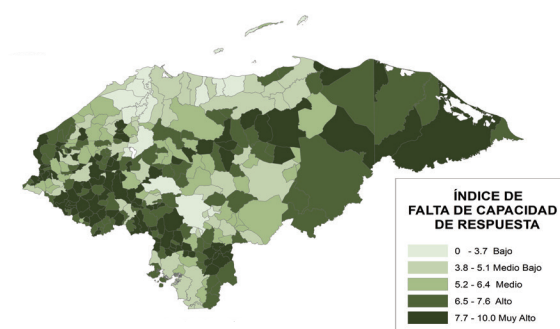 ÍNDICE DE
FALTA DE CAPACIDAD
DE RESPUESTA
0 - 3.7 Bajo
3.8 - 5.1 Medio Bajo
5.2 - 6.4 Medio
6.5 - 7.6 Alto
7.7 - 10.0 Muy Alto